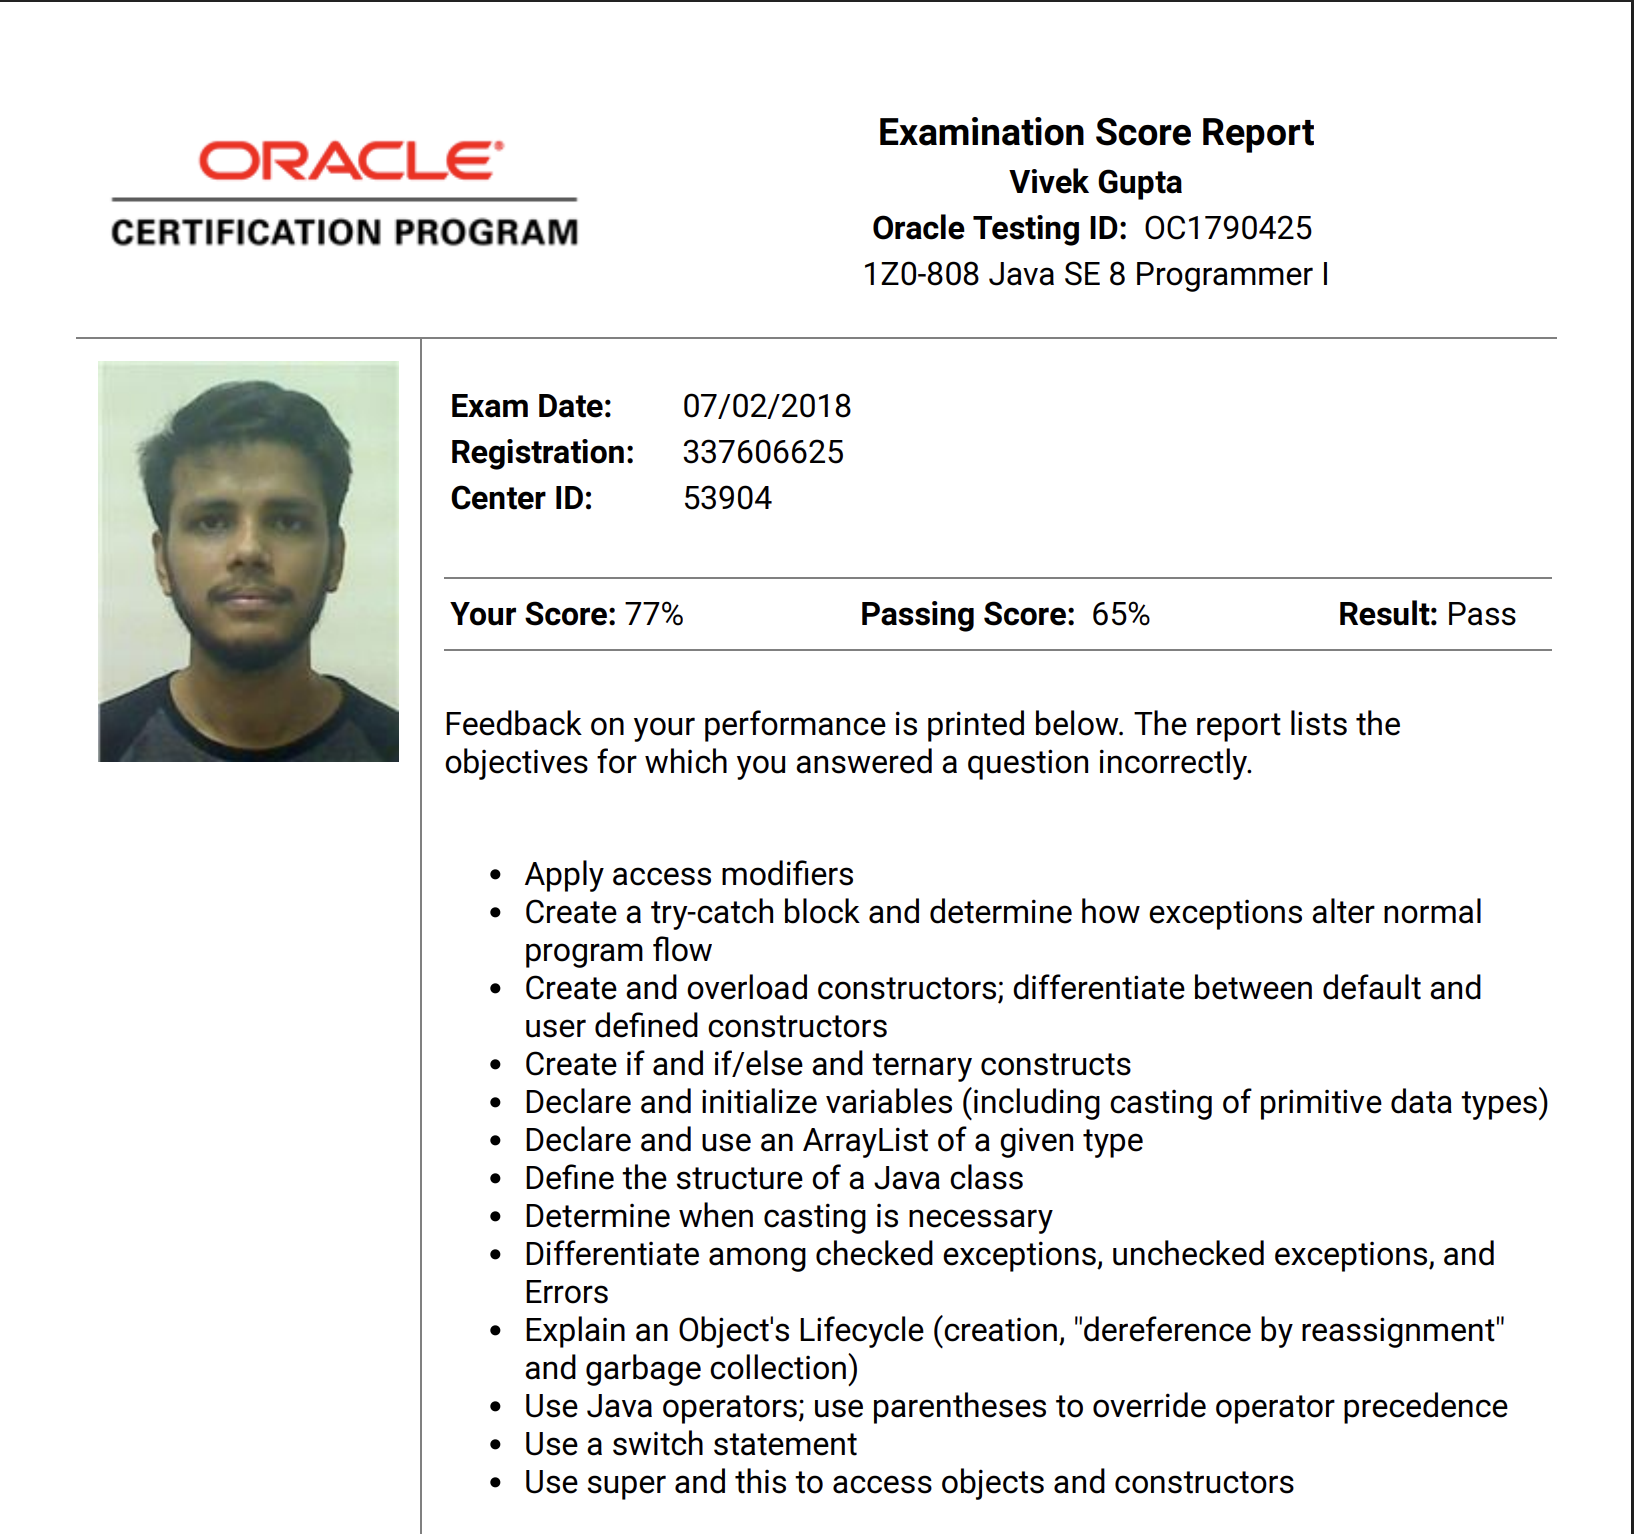 ORACLE®
CERTIFICATION PROGRAM
Examination Score Report
Vivek Gupta
Oracle Testing ID: OC1790425
1Z0-808 Java SE 8 Programmer I
Exam Date: 07/02/2018
Registration: 337606625
Center ID: 53904
Your Score: 77% Passing Score: 65% Result: Pass
Feedback on your performance is printed below. The report lists the
objectives for which you answered a question incorrectly.
• Apply access modifiers
• Create a try-catch block and determine how exceptions alter normal
program flow
• Create and overload constructors; differentiate between default and
user defined constructors
• Create if and if/else and ternary constructs
• Declare and initialize variables (including casting of primitive data types)
• Declare and use an ArrayList of a given type
• Define the structure of a Java class
• Determine when casting is necessary
• Differentiate among checked exceptions, unchecked exceptions, and
Errors
• Explain an Object's Lifecycle (creation, "dereference by reassignment"
and garbage collection)
• Use Java operators; use parentheses to override operator precedence
• Use a switch statement
• Use super and this to access objects and constructors